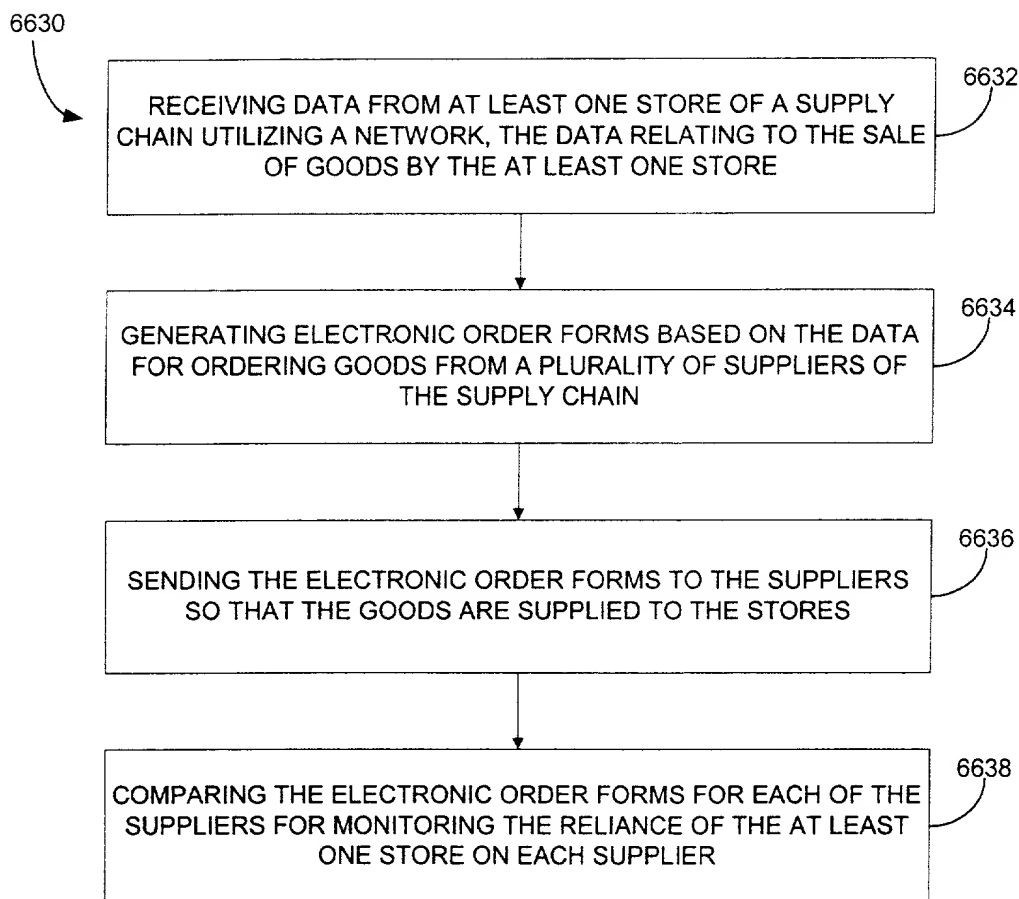 6630
6632
RECEIVING DATA FROM AT LEAST ONE STORE OF A SUPPLY
CHAIN UTILIZING A NETWORK, THE DATA RELATING TO THE SALE
OF GOODS BY THE AT LEAST ONE STORE
6634
GENERATING ELECTRONIC ORDER FORMS BASED ON THE DATA
FOR ORDERING GOODS FROM A PLURALITY OF SUPPLIERS OF
THE SUPPLY CHAIN
6636
SENDING THE ELECTRONIC ORDER FORMS TO THE SUPPLIERS
SO THAT THE GOODS ARE SUPPLIED TO THE STORES
6638
COMPARING THE ELECTRONIC ORDER FORMS FOR EACH OF THE
SUPPLIERS FOR MONITORING THE RELIANCE OF THE AT LEAST
ONE STORE ON EACH SUPPLIER